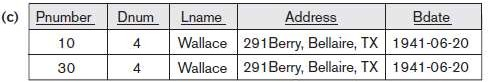 (c) Pnumber Dnum Lname Address Bdate
10 4 Wallace 291Berry, Bellaire, TX 1941-06-20
30 4 Wallace 291Berry, Bellaire, TX 1941-06-20